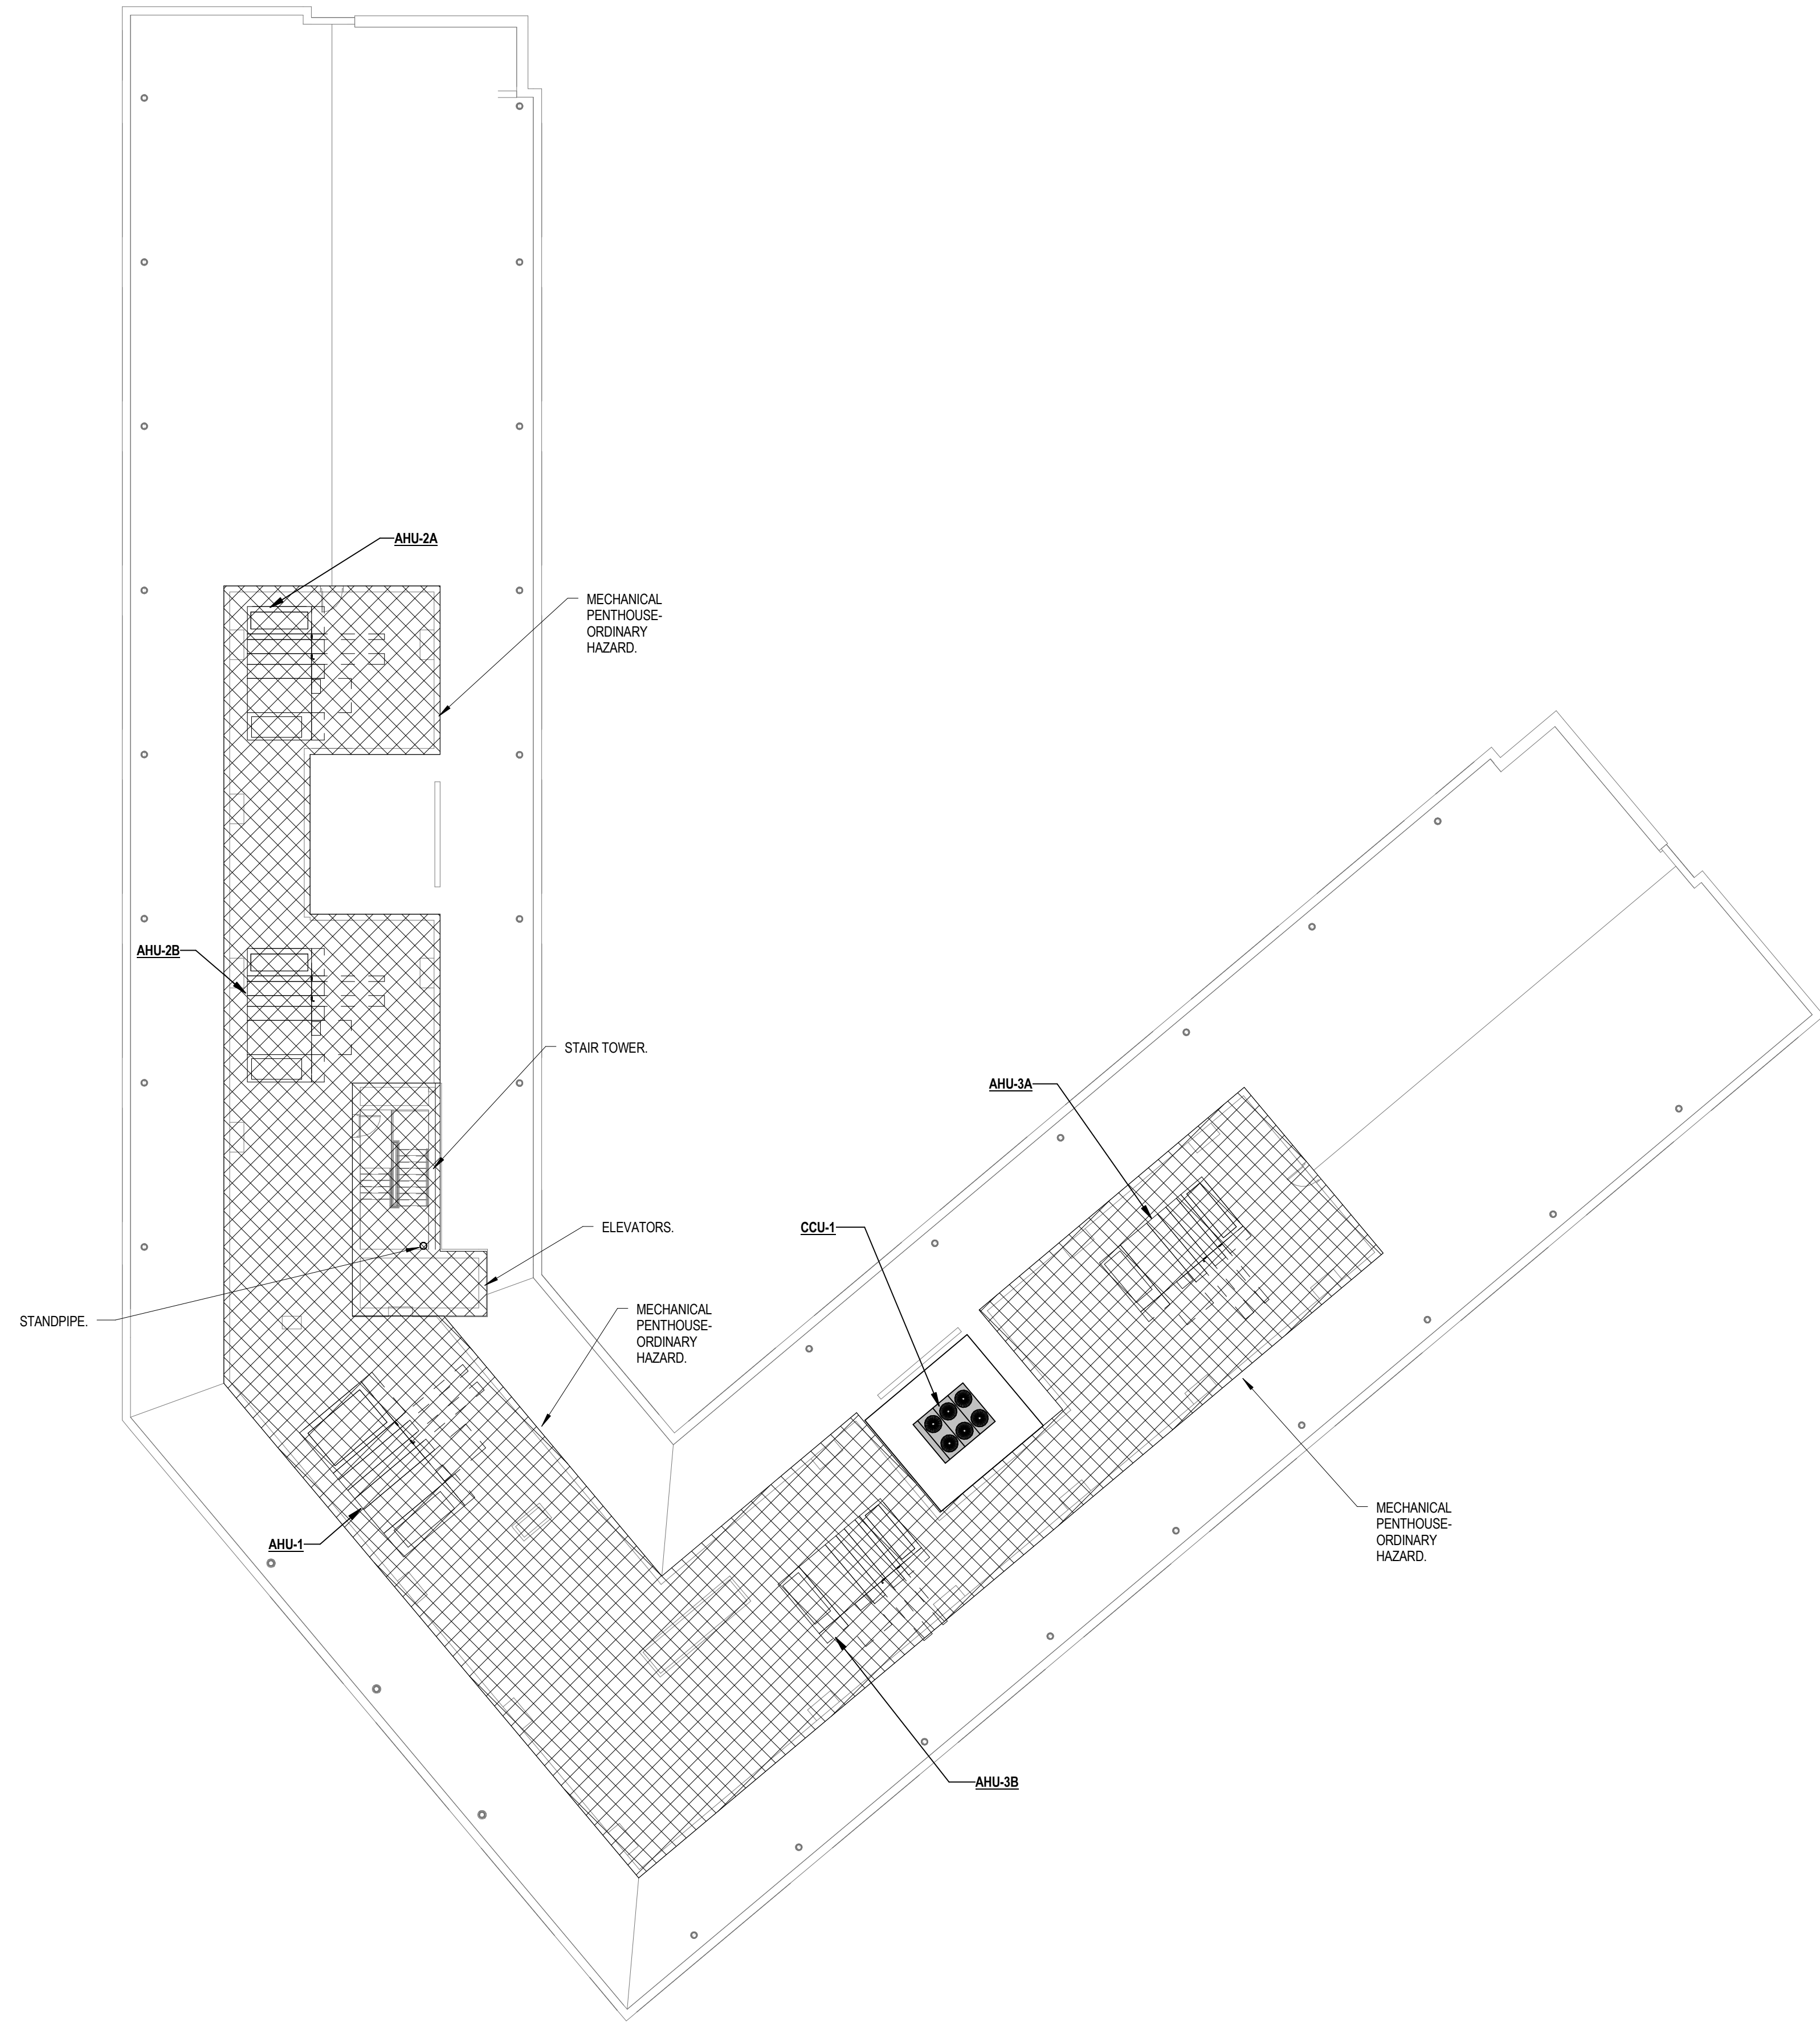 AHU-2A
MECHANICAL
PENTHOUSE-
ORDINARY
HAZARD.
AHU-2B
STAIR TOWER.
AHU-3A
ELEVATORS.
CCU-1
STANDPIPE.
MECHANICAL
PENTHOUSE-
ORDINARY
HAZARD.
AHU-1
MECHANICAL
PENTHOUSE-
ORDINARY
HAZARD.
AHU-3B